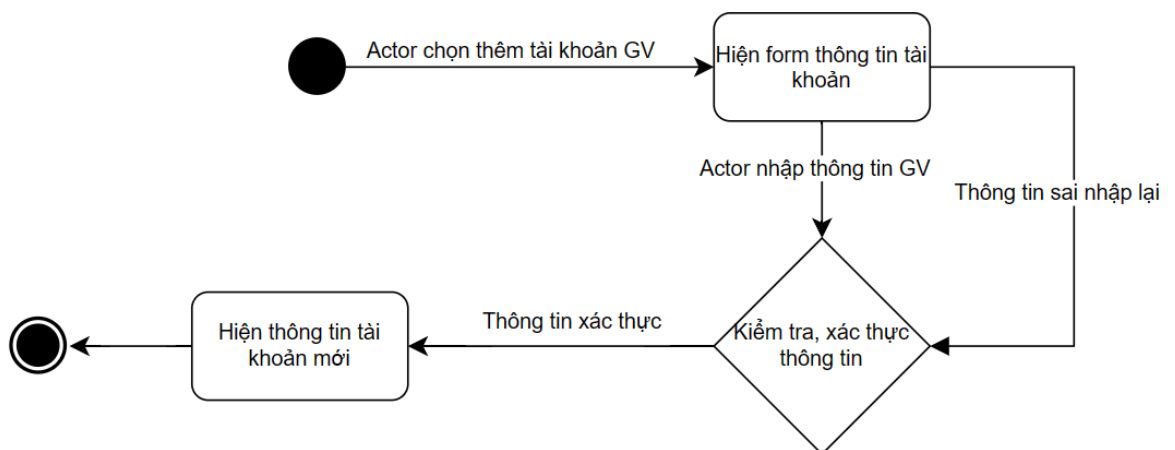 Actor chọn thêm tài khoản GV
Hiện form thông tin tài
khoản
Actor nhập thông tin GV
Thông tin sai nhập lại
Kiểm tra, xác thực
thông tin
Thông tin xác thực
Hiện thông tin tài
khoản mới